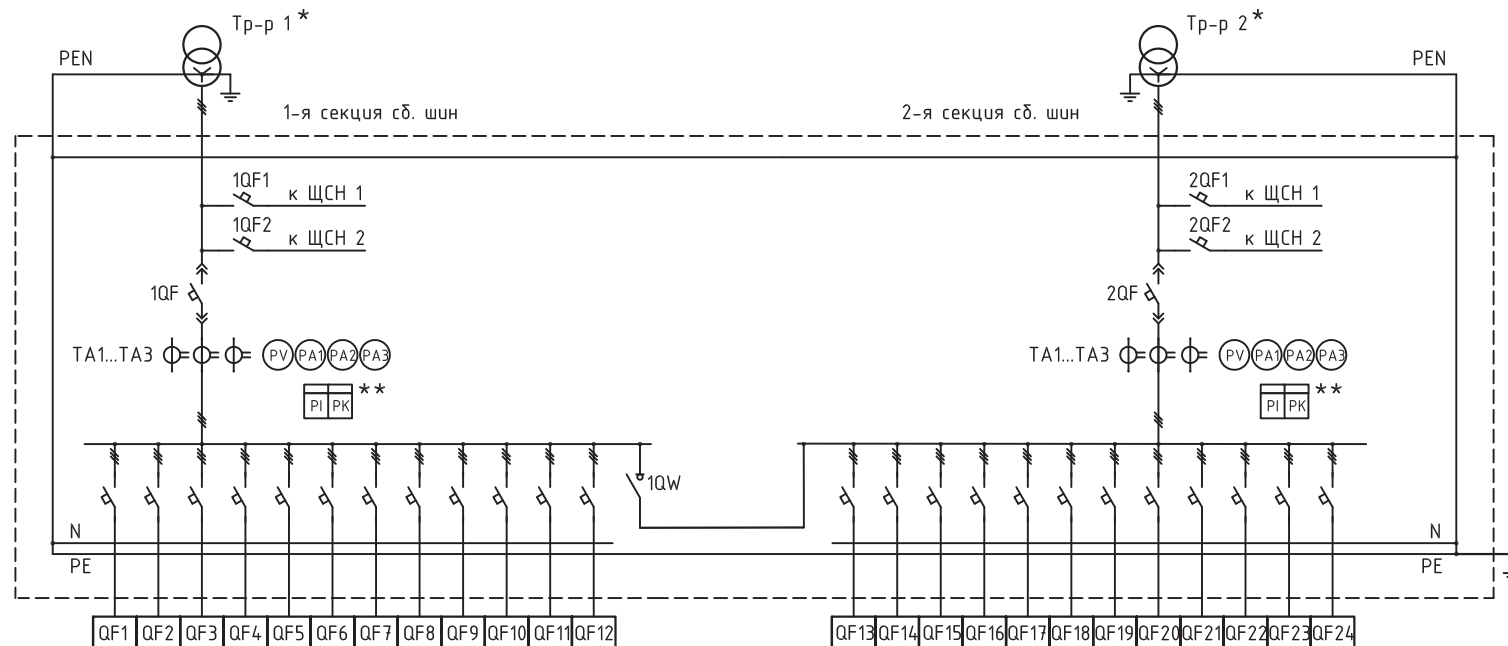 Тр-р 1*
Тр-р 2*
PEN
PEN
1-я секция сб. шин
2-я секция сб. шин
1QF1
к ЩСН 1
2QF1
к ЩСН 1
1QF2
к ЩСН 2
2QF2
к ЩСН 2
1QF
2QF
TA1...TA3
PV PA1 PA2 PA3
TA1...TA3
PV PA1 PA2 PA3
PI PK **
PI PK **
1QW
N
N
PE
PE
QF1 QF2 QF3 QF4 QF5 QF6 QF7 QF8 QF9 QF10 QF11 QF12
QF13 QF14 QF15 QF16 QF17 QF18 QF19 QF20 QF21 QF22 QF23 QF24